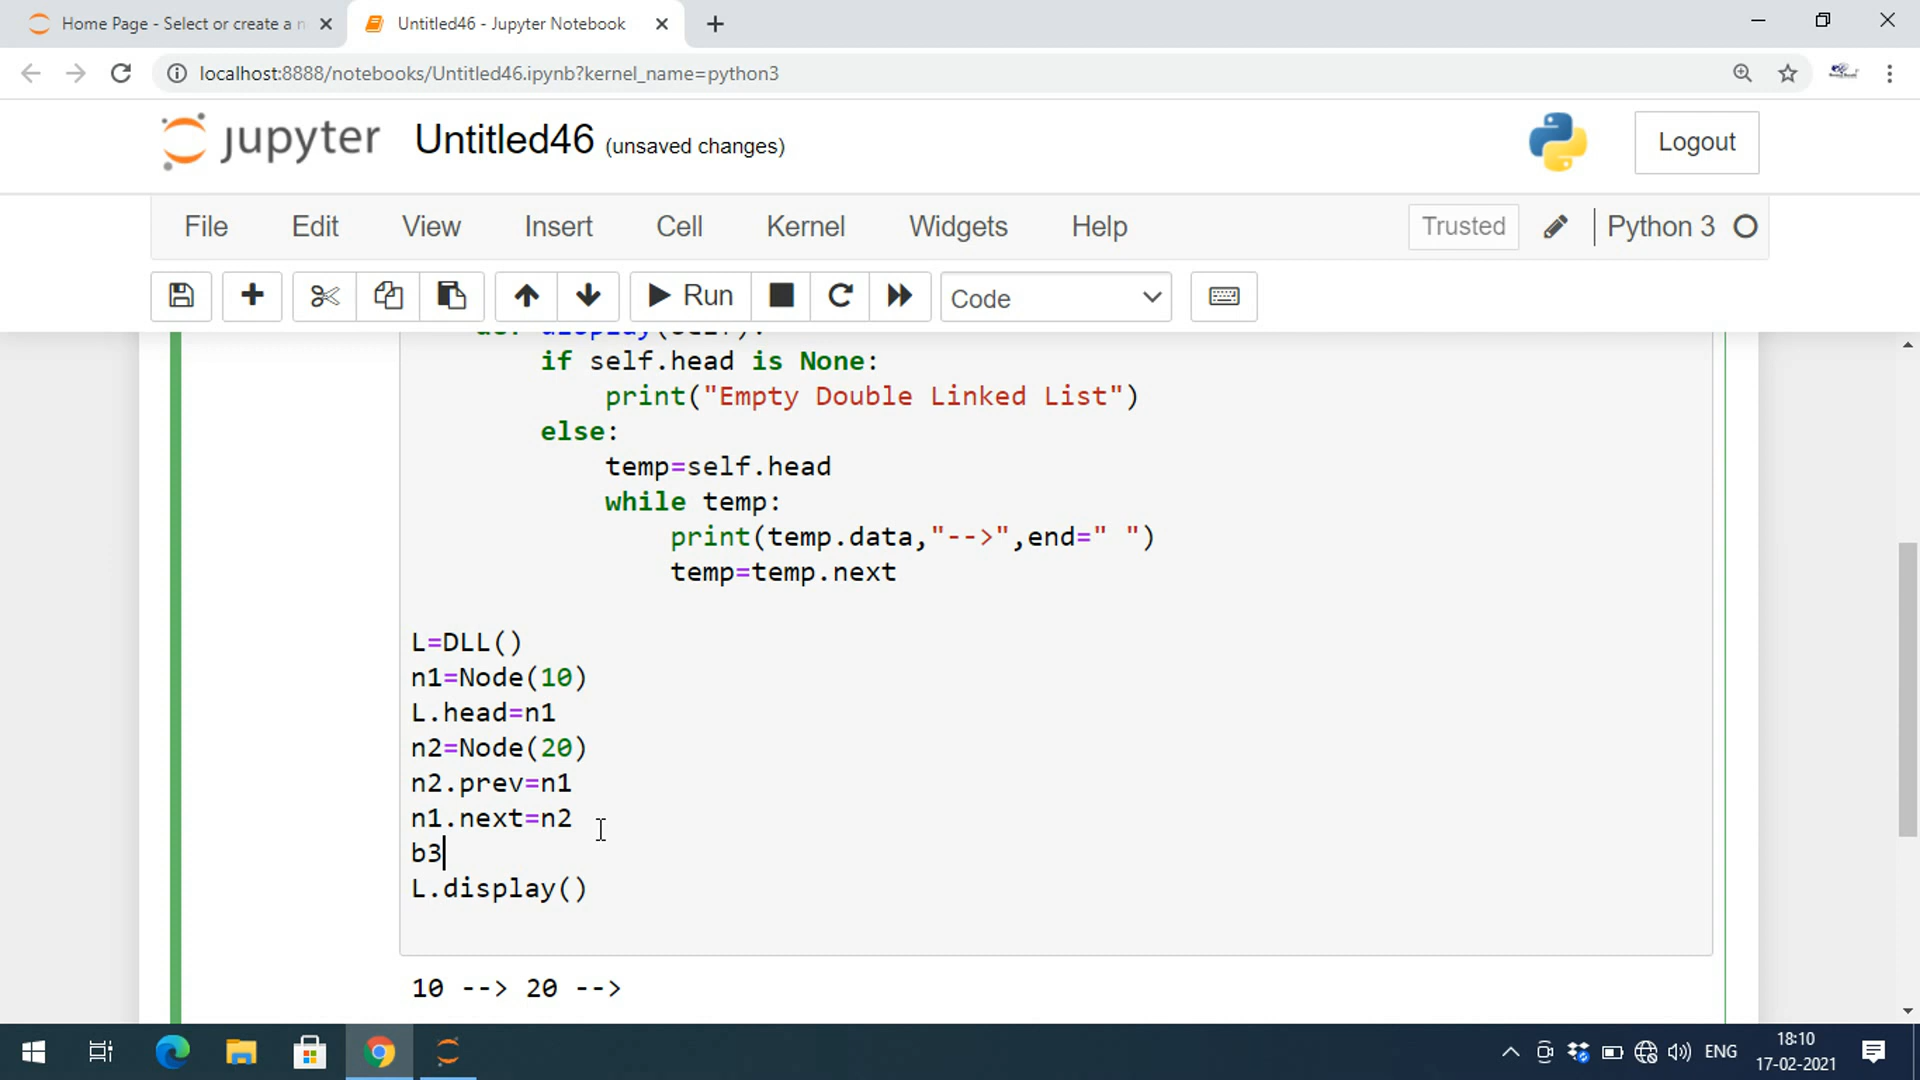 Home Page - Select or create a n
Untitled46 - Jupyter Notebook
localhost:8888/notebooks/Untitled46.ipynb?kernel_name=python3
jupyter Untitled46 (unsaved changes)
Logout
File Edit View Insert Cell Kernel Widgets Help Trusted Python 3
Run Code
def display(self):
if self.head is None:
print("Empty Double Linked List")
else:
temp=self.head
while temp:
print(temp.data,"-->",end=" ")
temp=temp.next
L=DLL()
n1=Node(10)
L.head=n1
n2=Node(20)
n2.prev=n1
n1.next=n2
b3
L.display()
10 --> 20 -->
ENG
18:10
17-02-2021